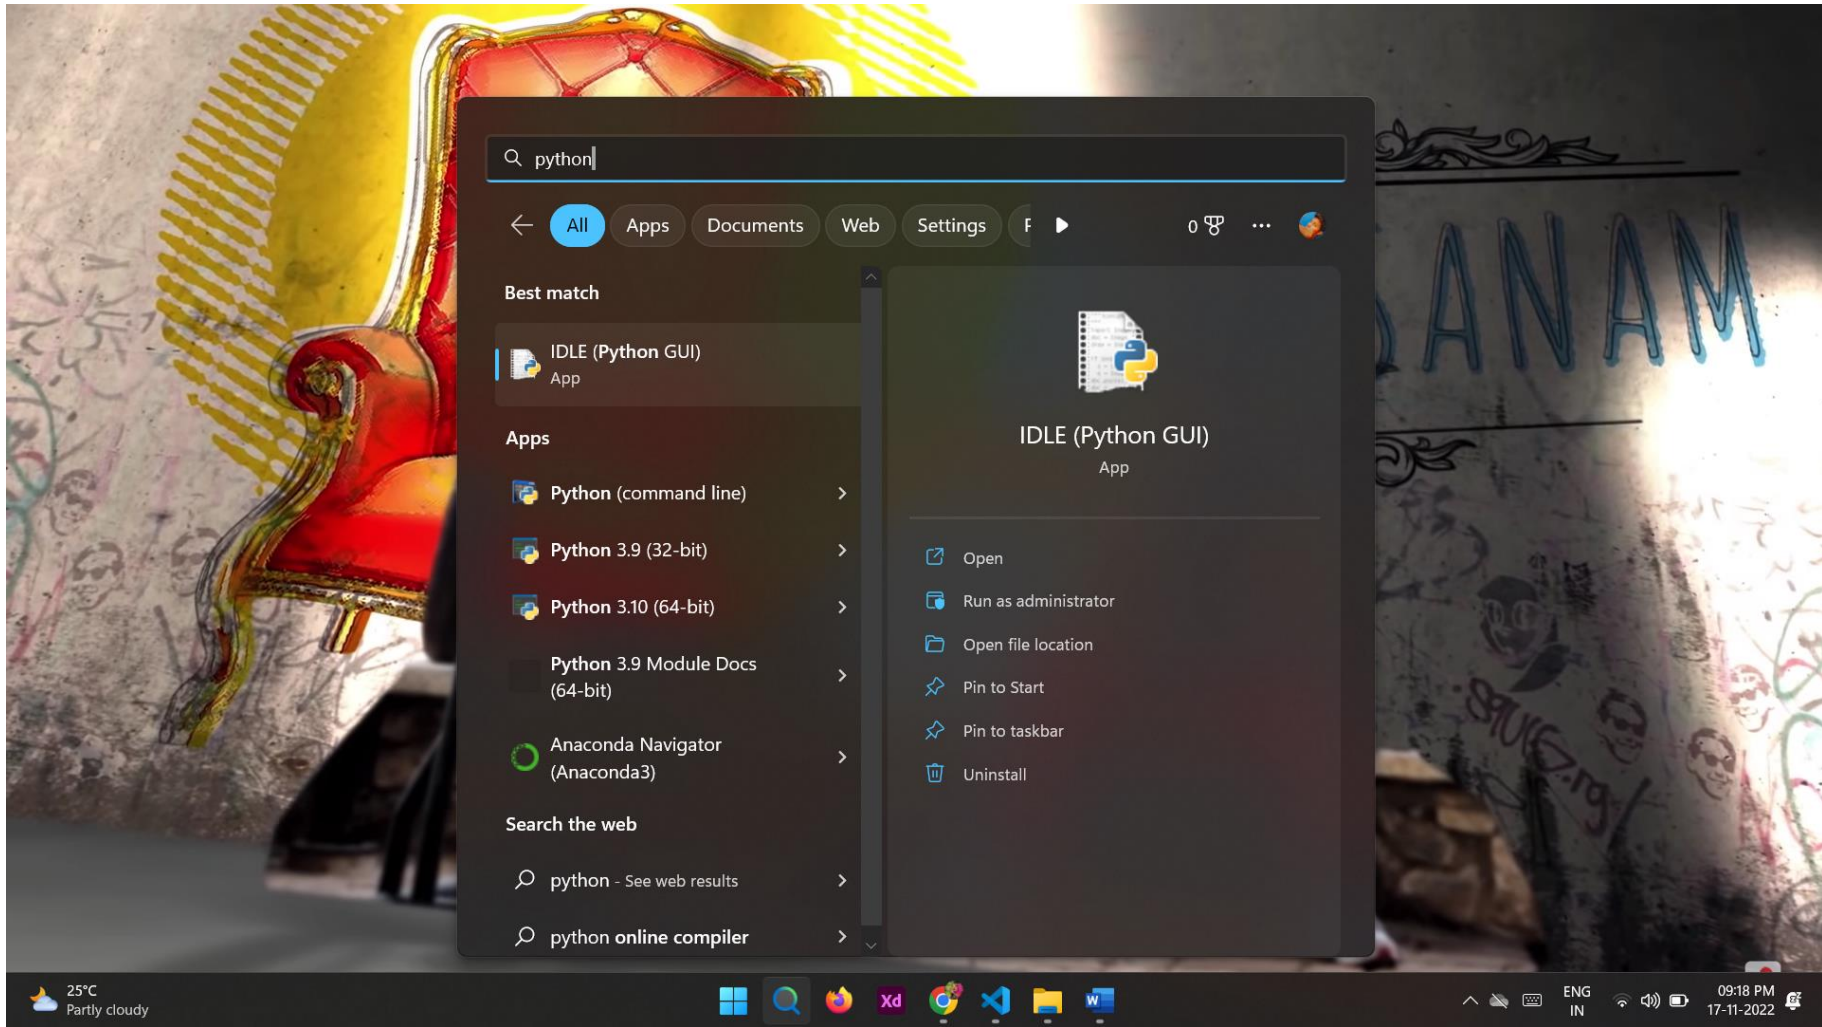 python
All
Apps
Documents
Web
Settings
0
Best match
IDLE (Python GUI)
App
Apps
Python (command line)
Python 3.9 (32-bit)
Python 3.10 (64-bit)
Python 3.9 Module Docs
(64-bit)
Anaconda Navigator
(Anaconda3)
Search the web
python - See web results
python online compiler
IDLE (Python GUI)
App
Open
Run as administrator
Open file location
Pin to Start
Pin to taskbar
Uninstall
ANAM
25°C
Partly cloudy
Xd
W
ENG
IN
09:18 PM
17-11-2022